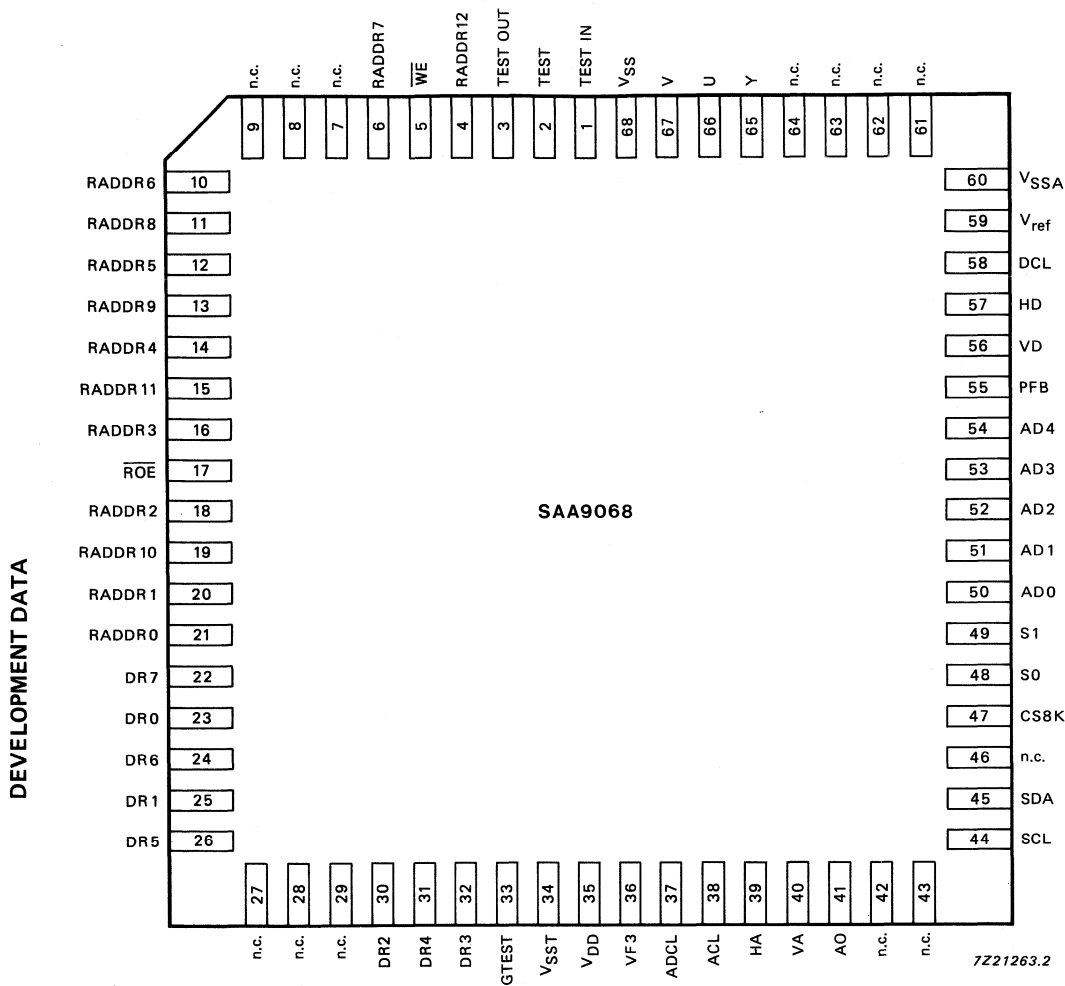 n.c.
n.c.
n.c.
RADDR7
WE
RADDR12
TEST OUT
TEST
TEST IN
VSS
V
U
Y
n.c.
n.c.
n.c.
n.c.
9
8
7
6
5
4
3
2
1
68
67
66
65
64
63
62
61
RADDR6 10
60 VSSA
RADDR8 11
59 Vref
RADDR5 12
58 DCL
RADDR9 13
57 HD
RADDR4 14
56 VD
RADDR11 15
55 PFB
RADDR3 16
54 AD4
ROE 17
53 AD3
RADDR2 18
SAA9068
52 AD2
RADDR10 19
51 AD1
RADDR1 20
50 AD0
RADDR0 21
49 S1
DR7 22
48 S0
DR0 23
47 CS8K
DR6 24
46 n.c.
DR1 25
45 SDA
DR5 26
44 SCL
27
28
29
30
31
32
33
34
35
36
37
38
39
40
41
42
43
n.c.
n.c.
n.c.
DR2
DR4
DR3
GTEST
VSST
VDD
VF3
ADCL
ACL
HA
VA
AO
n.c.
n.c.
DEVELOPMENT DATA
7Z21263.2